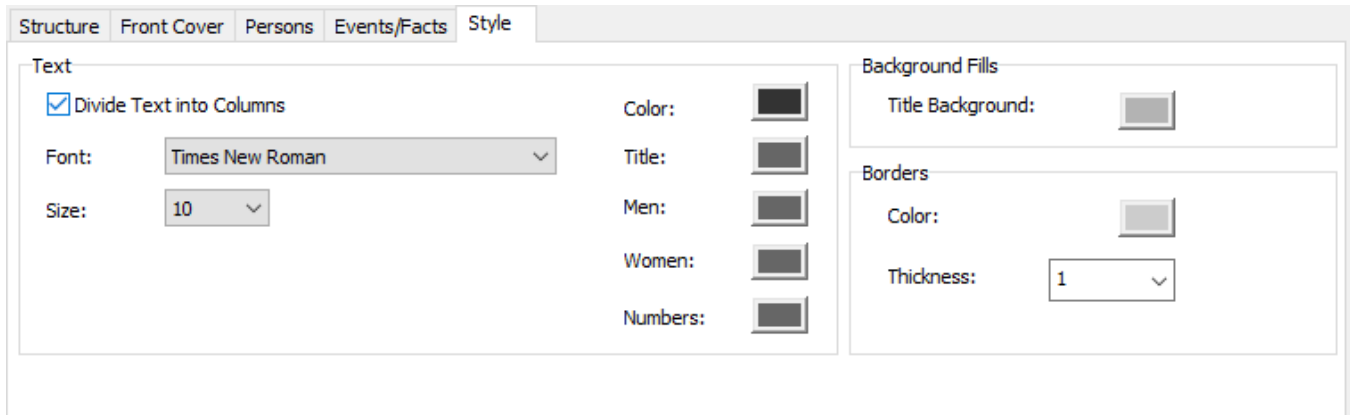 Structure Front Cover Persons Events/Facts Style
Text
Divide Text into Columns
Font: Times New Roman
Size: 10
Color:
Title:
Men:
Women:
Numbers:
Background Fills
Title Background:
Borders
Color:
Thickness: 1